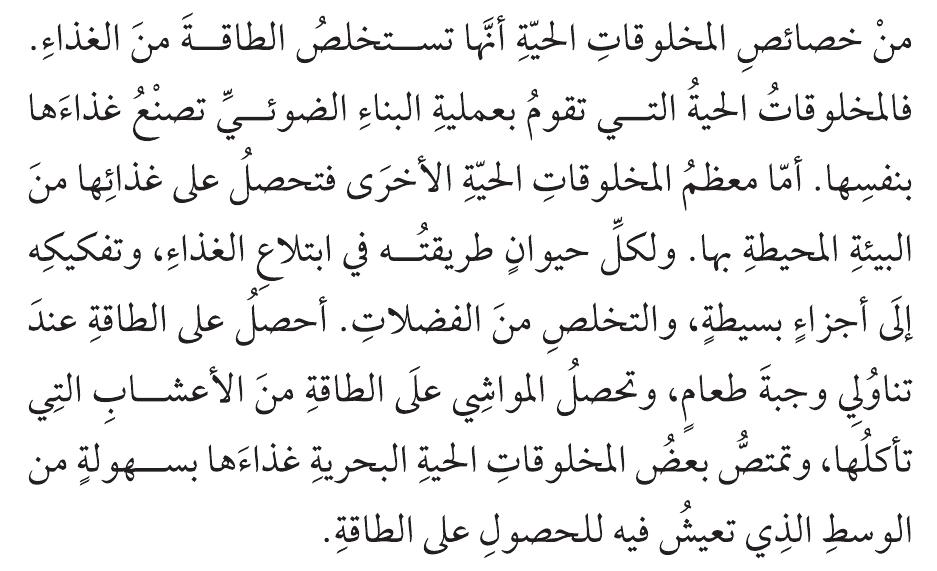 منْ خصائصِ المخلوقاتِ الحيّةِ أنَّها تستخلصُ الطاقةَ منَ الغذاءِ.
فالمخلوقاتُ الحيةُ التي تقومُ بعمليةِ البناءِ الضوئيِّ تصنْعُ غذاءَها
بنفسِها. أمّا معظمُ المخلوقاتِ الحيّةِ الأخرَى فتحصلُ على غذائِها منَ
البيئةِ المحيطةِ بها. ولكلِّ حيوانٍ طريقتُه في ابتلاعِ الغذاءِ، وتفكيكِه
إلَى أجزاءٍ بسيطةٍ، والتخلصِ منَ الفضلاتِ. أحصلُ على الطاقةِ عندَ
تناوُلِي وجبةَ طعامٍ، وتحصلُ المواشِي علَى الطاقةِ منَ الأعشابِ التِي
تأكلُها، وتمتصُّ بعضُ المخلوقاتِ الحيةِ البحريةِ غذاءَها بسهولةٍ من
الوسطِ الذِي تعيشُ فيه للحصولِ على الطاقةِ.